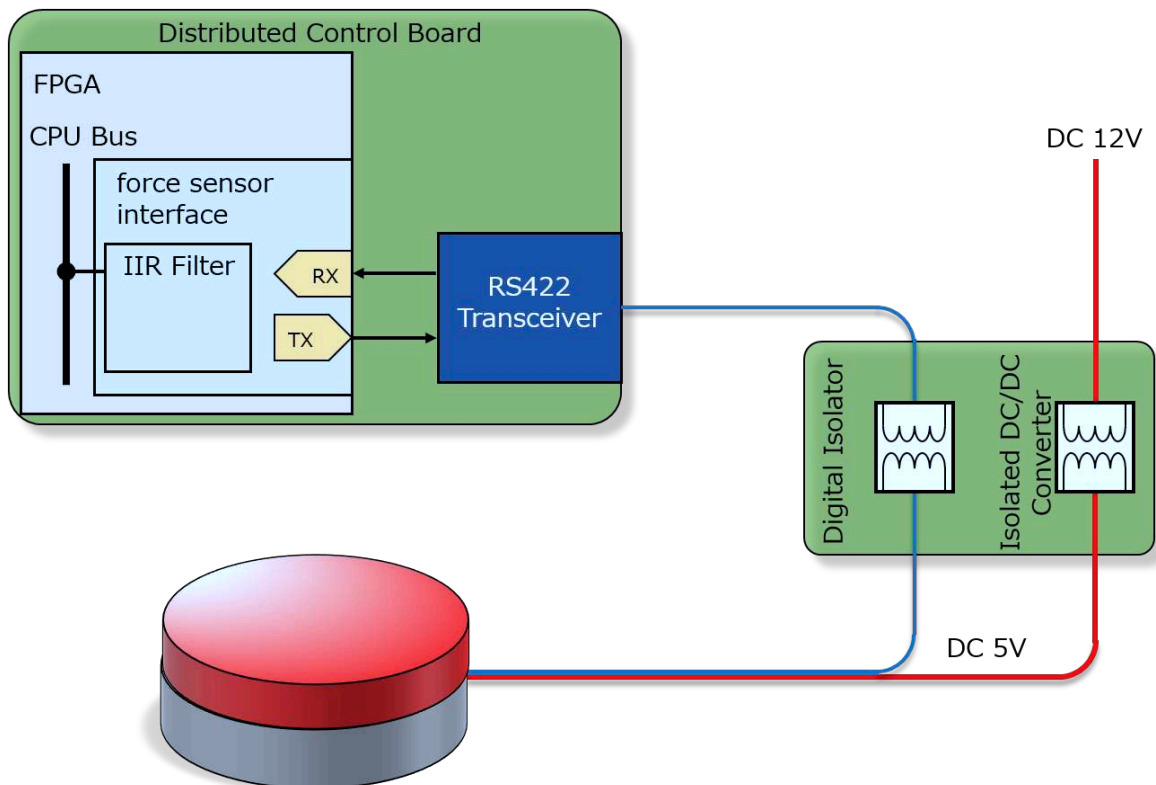 Distributed Control Board
FPGA
CPU Bus
force sensor
interface
IIR Filter
RX
TX
RS422
Transceiver
DC 12V
Digital Isolator
Isolated DC/DC
Converter
DC 5V